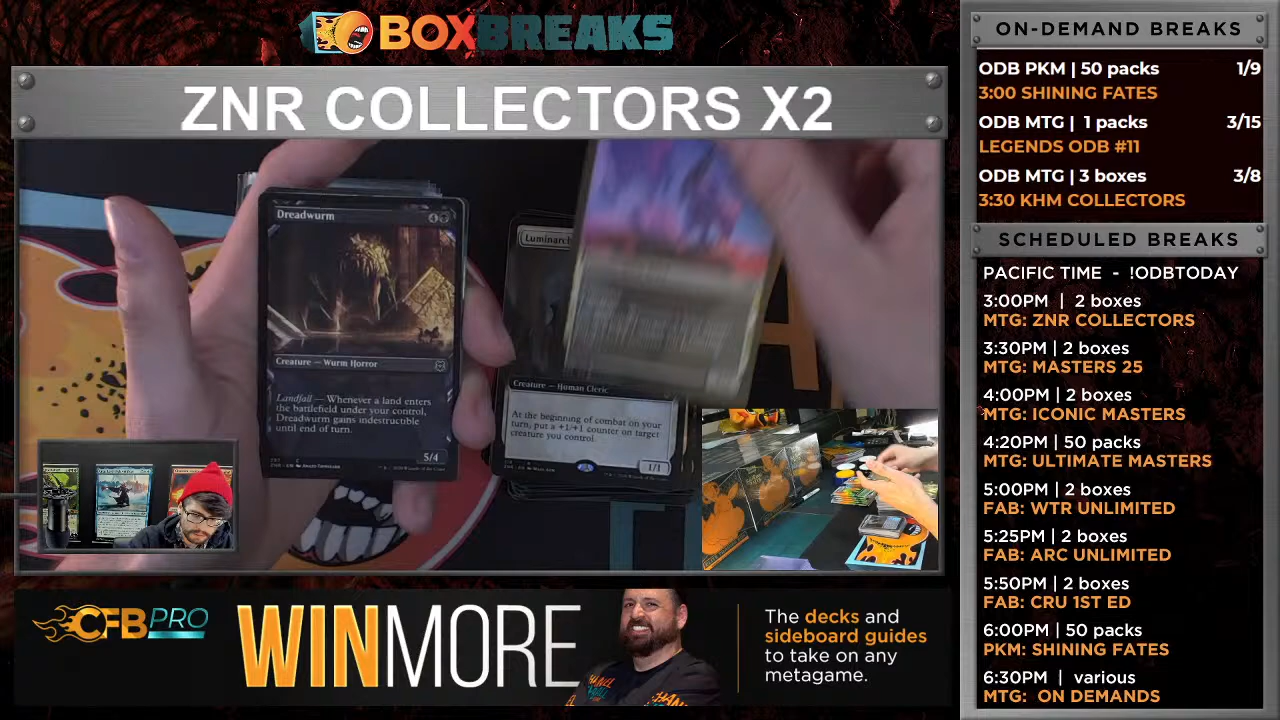 BOXBREAKS
ZNR COLLECTORS X2
Dreadwurm
Creature — Wurm Horror
Landfall — Whenever a land enters
the battlefield under your control,
Dreadwurm gains indestructible
until end of turn.
5/4
Luminarch
Creature — Human Cleric
At the beginning of combat on your
turn, put a +1/+1 counter on target
creature you control.
1/1
CFBPRO
WINMORE
The decks and
sideboard guides
to take on any
metagame.
ON-DEMAND BREAKS
ODB PKM | 50 packs 1/9
3:00 SHINING FATES
ODB MTG | 1 packs 3/15
LEGENDS ODB #11
ODB MTG | 3 boxes 3/8
3:30 KHM COLLECTORS
SCHEDULED BREAKS
PACIFIC TIME - !ODBTODAY
3:00PM | 2 boxes
MTG: ZNR COLLECTORS
3:30PM | 2 boxes
MTG: MASTERS 25
4:00PM | 2 boxes
MTG: ICONIC MASTERS
4:20PM | 50 packs
MTG: ULTIMATE MASTERS
5:00PM | 2 boxes
FAB: WTR UNLIMITED
5:25PM | 2 boxes
FAB: ARC UNLIMITED
5:50PM | 2 boxes
FAB: CRU 1ST ED
6:00PM | 50 packs
PKM: SHINING FATES
6:30PM | various
MTG: ON DEMANDS